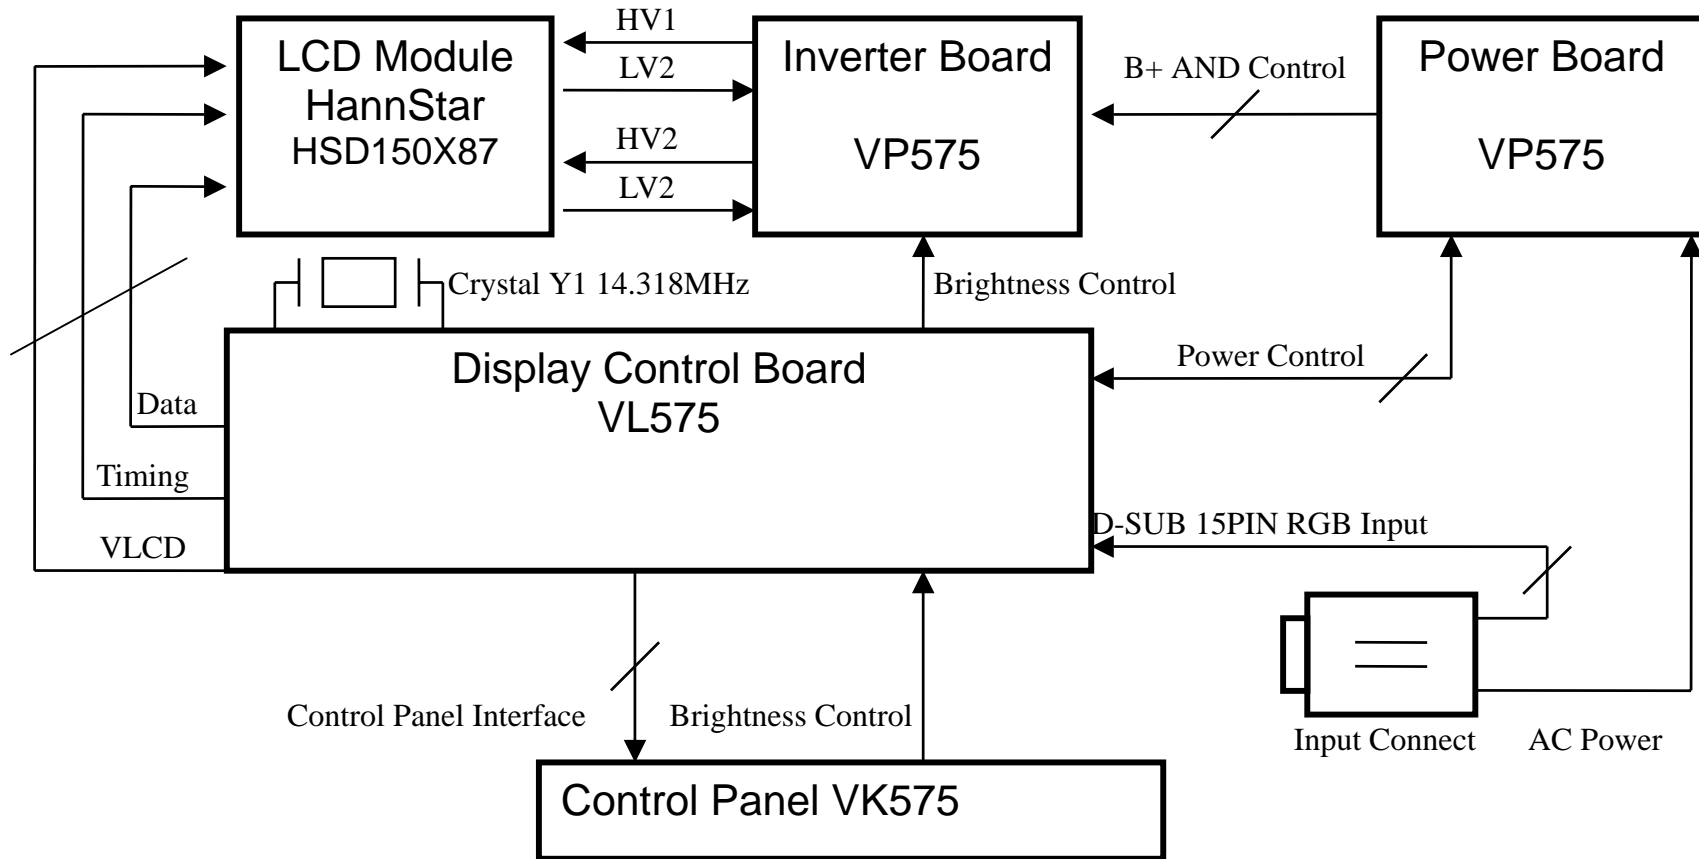 HV1
LCD Module
HannStar
HSD150X87
LV2
HV2
LV2
Inverter Board
VP575
B+ AND Control
Power Board
VP575
Crystal Y1 14.318MHz
Brightness Control
Display Control Board
VL575
Power Control
Data
Timing
VLCD
D-SUB 15PIN RGB Input
Control Panel Interface
Brightness Control
Input Connect
AC Power
Control Panel VK575